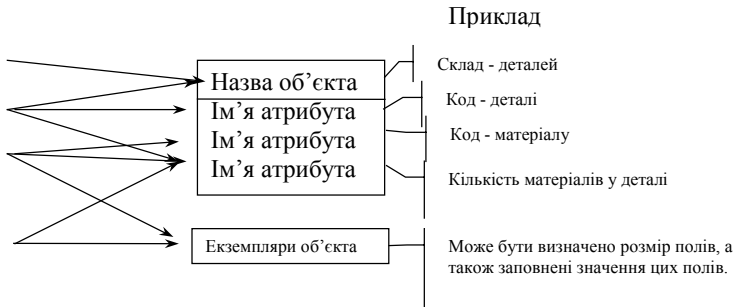 Приклад
Назва об’єкта
Склад - деталей
Ім’я атрибута
Код - деталі
Ім’я атрибута
Код - матеріалу
Ім’я атрибута
Кількість матеріалів у деталі
Екземпляри об’єкта
Може бути визначено розмір полів, а
також заповнені значення цих полів.